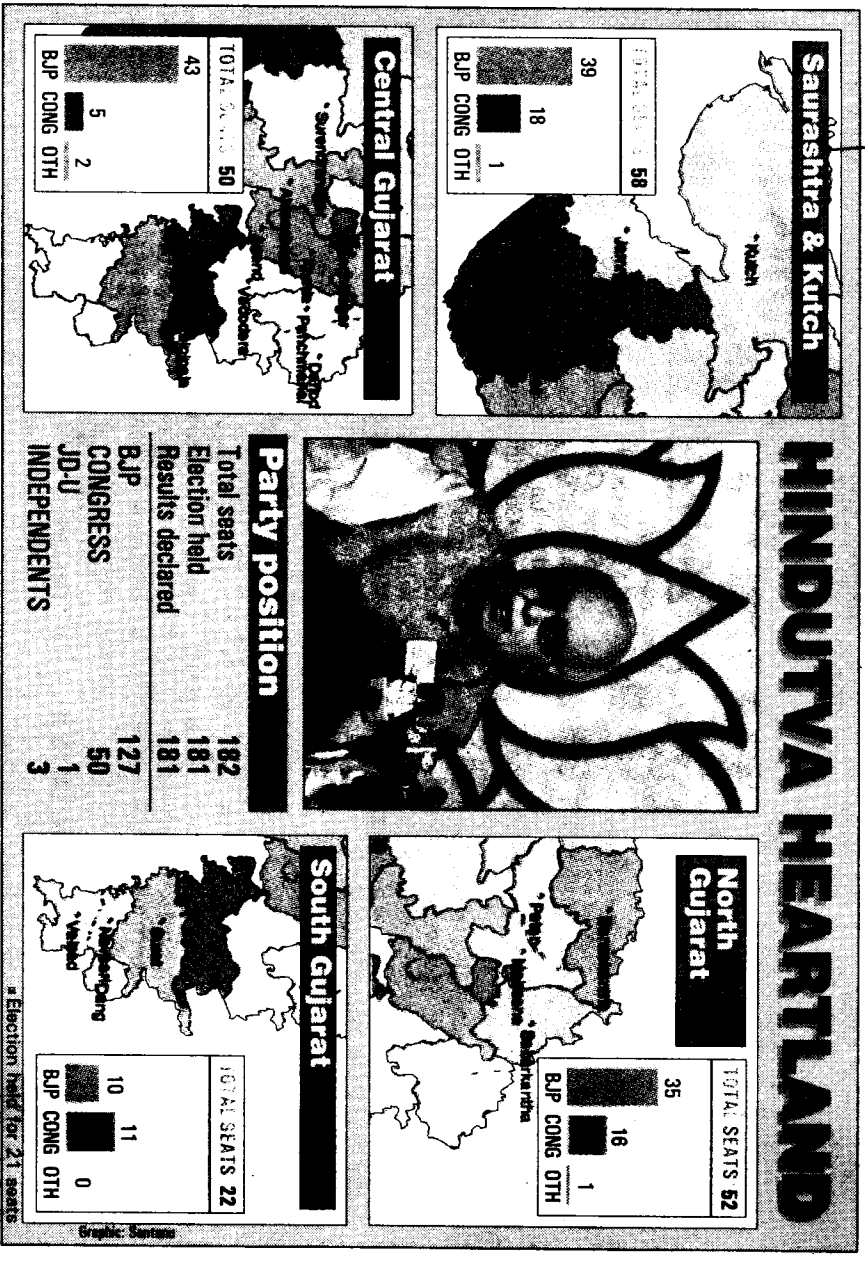 HINDUTVA HEARTLAND
Saurashtra & Kutch
Kutch
TOTAL SEATS 58
39
18
1
BJP CONG OTH
North
Gujarat
Mehsana
Sabarkantha
TOTAL SEATS 52
35
16
1
BJP CONG OTH
Central Gujarat
Surendranagar
Dahod
Panchmahal
Vadodara
TOTAL SEATS 50
43
5
2
BJP CONG OTH
Party position
Total seats 182
Election held 181
Results declared 181
BJP 127
CONGRESS 50
JD-U 1
INDEPENDENTS 3
South Gujarat
Surat
Valsad
TOTAL SEATS 22
10
11
0
BJP CONG OTH
Election held for 21 seats
Graphic: Santanu